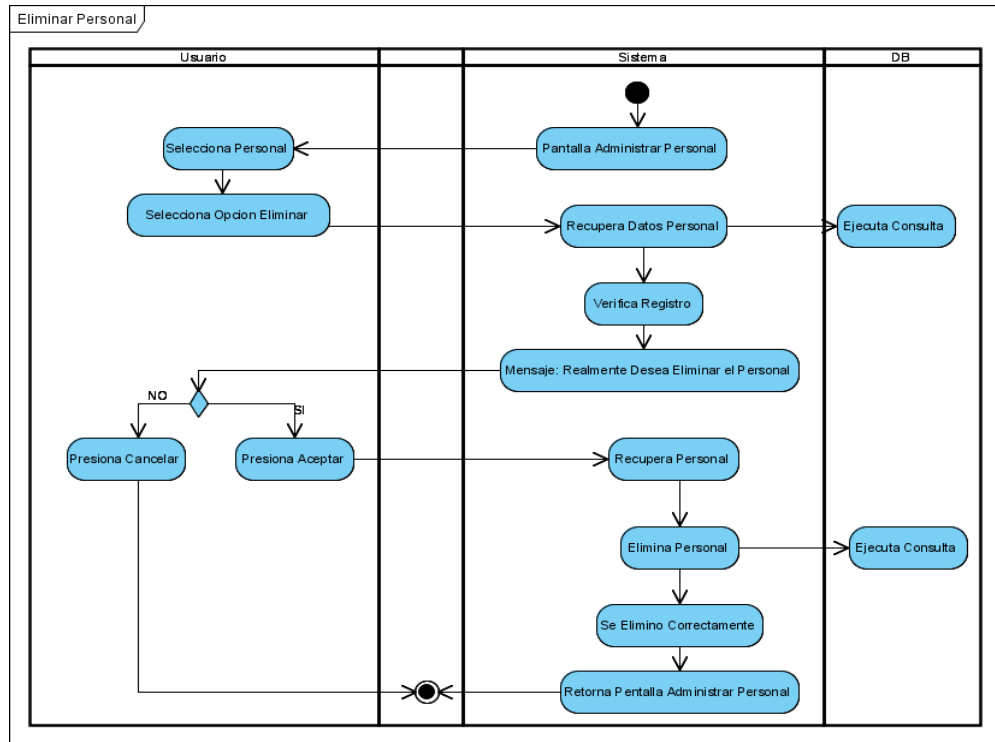 Eliminar Personal
Usuario
Sistema
DB
Selecciona Personal
Pantalla Administrar Personal
Selecciona Opcion Eliminar
Recupera Datos Personal
Ejecuta Consulta
Verifica Registro
Mensaje: Realmente Desea Eliminar el Personal
NO
SI
Presiona Cancelar
Presiona Aceptar
Recupera Personal
Elimina Personal
Ejecuta Consulta
Se Elimino Correctamente
Retorna Pentalla Administrar Personal